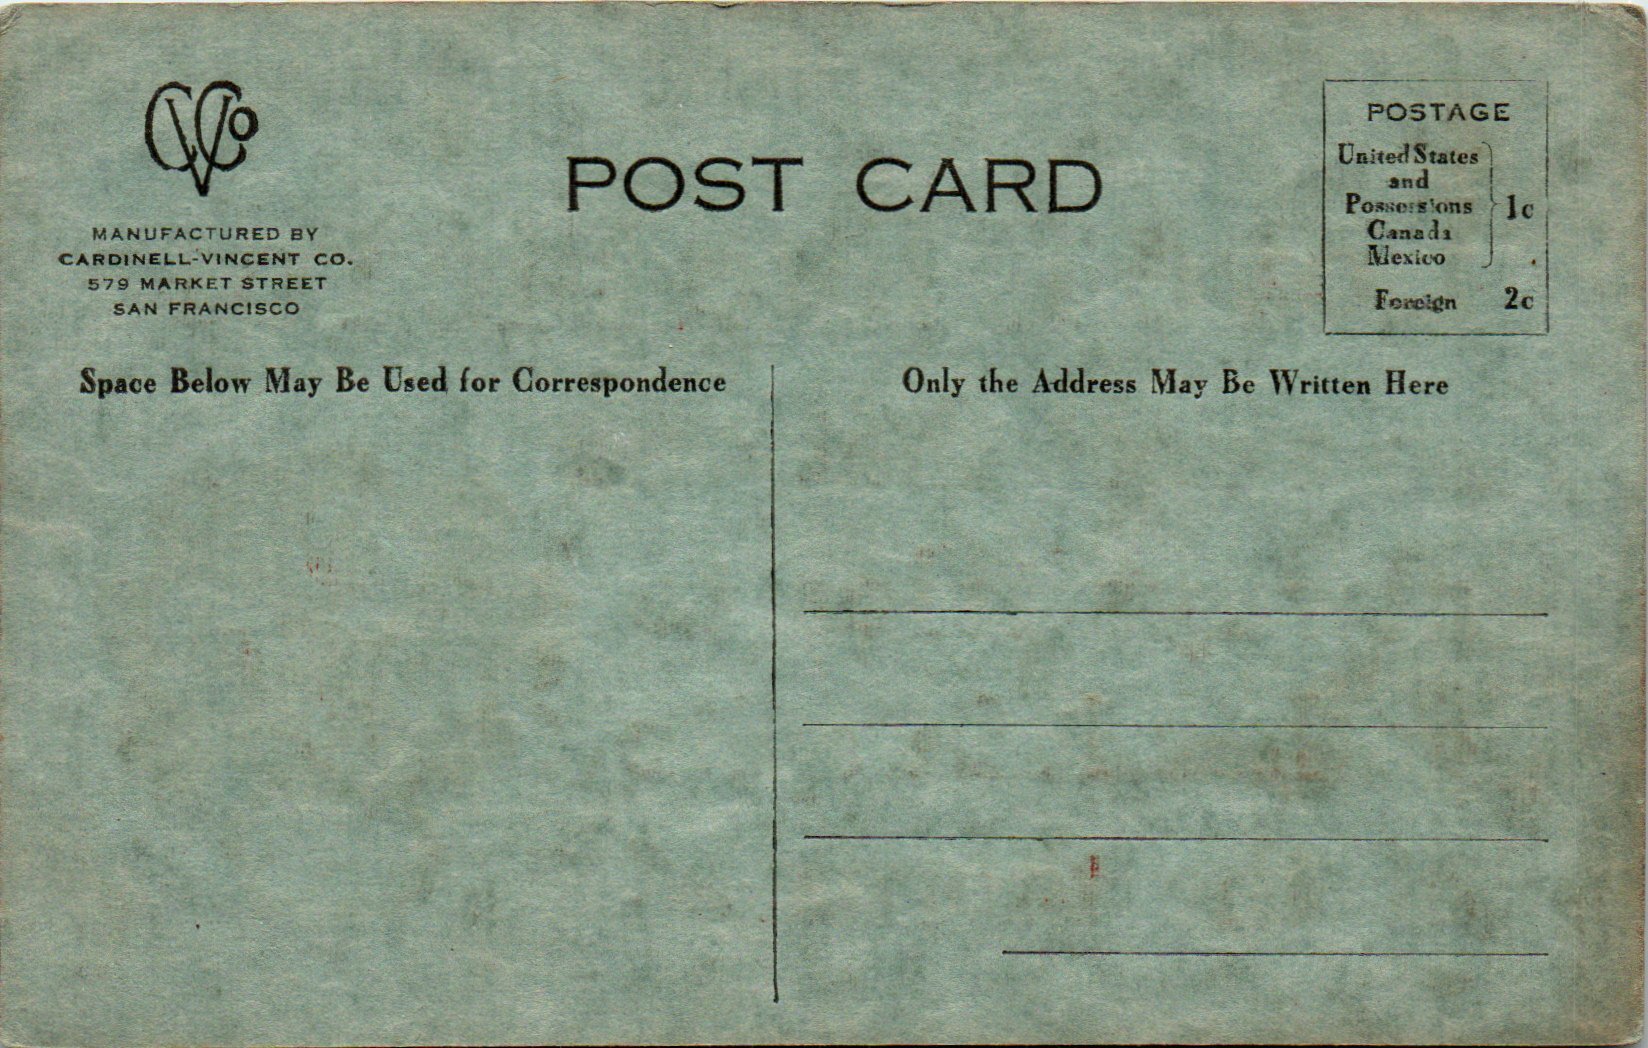 CVCo
MANUFACTURED BY
CARDINELL-VINCENT CO.
579 MARKET STREET
SAN FRANCISCO
POST CARD
POSTAGE
United States
and
Possessions
Canada
Mexico
1c
Foreign 2c
Space Below May Be Used for Correspondence
Only the Address May Be Written Here